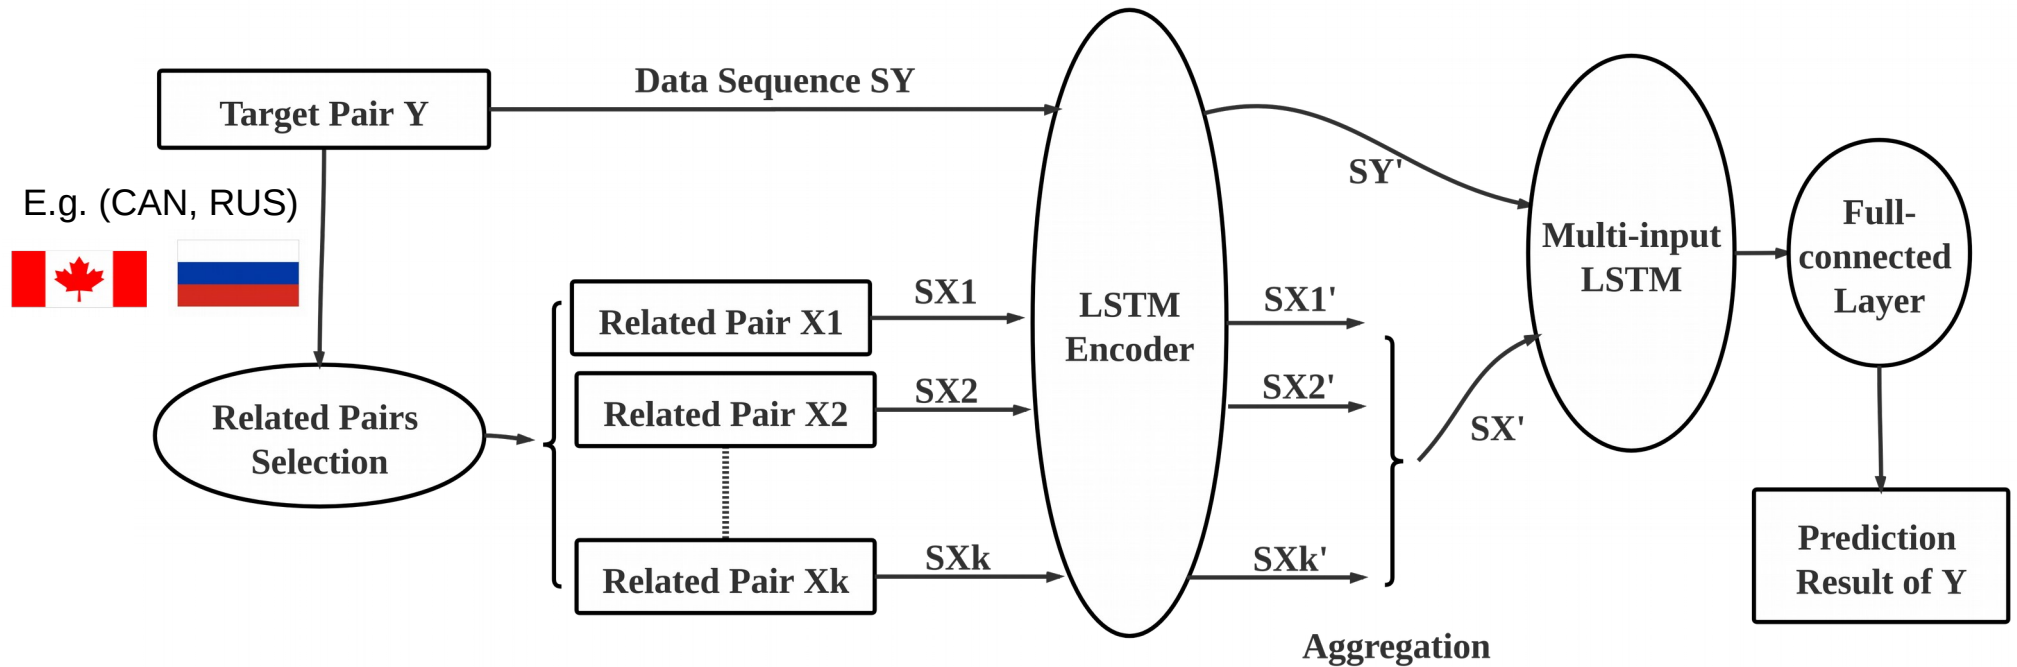 Target Pair Y
Data Sequence SY
E.g. (CAN, RUS)
Related Pairs
Selection
Related Pair X1
Related Pair X2
Related Pair Xk
SX1
SX2
SXk
LSTM
Encoder
SY'
SX1'
SX2'
SXk'
Aggregation
SX'
Multi-input
LSTM
Full-
connected
Layer
Prediction
Result of Y